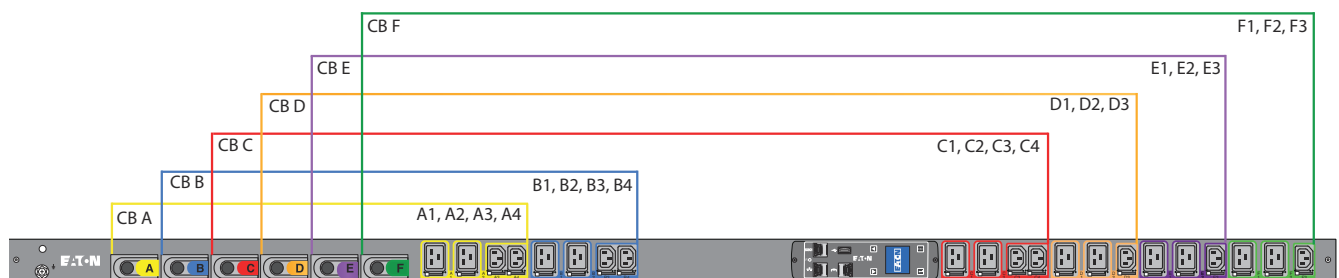 CB F
F1, F2, F3
CB E
E1, E2, E3
CB D
D1, D2, D3
CB C
C1, C2, C3, C4
CB B
B1, B2, B3, B4
CB A
A1, A2, A3, A4
EATON
A
B
C
D
E
F
EATON